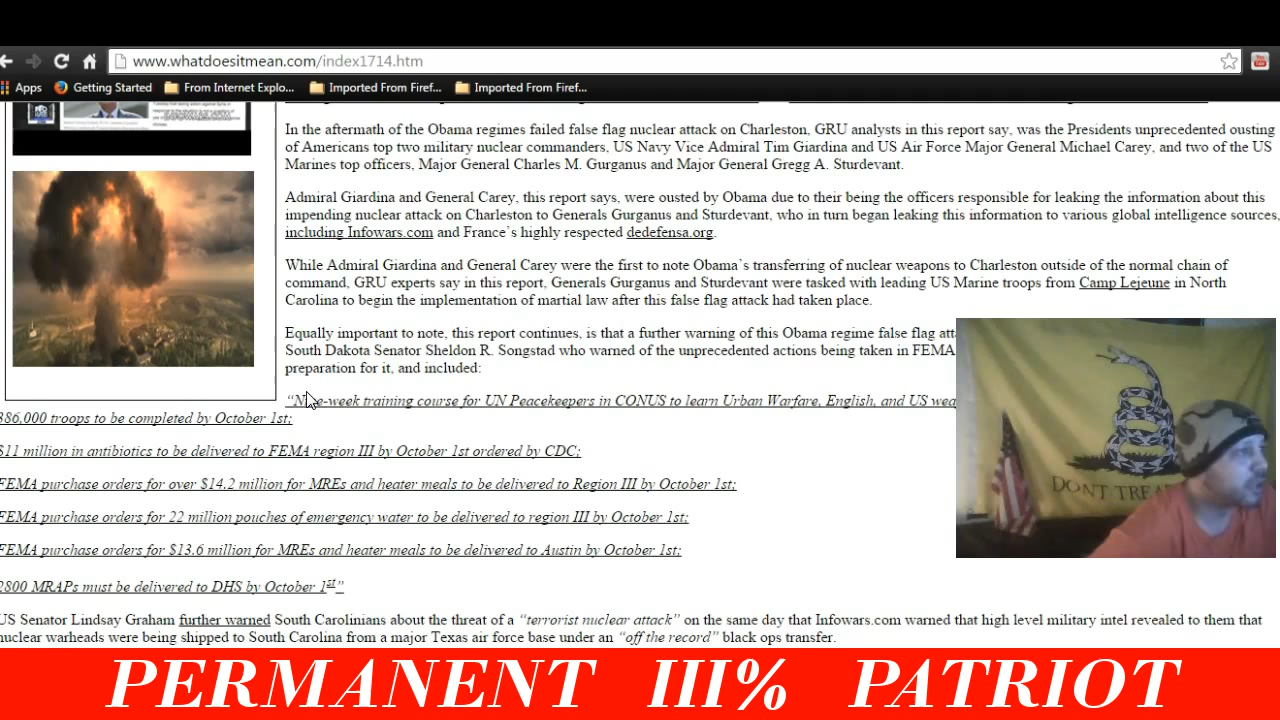 www.whatdoesitmean.com/index1714.htm
Apps Getting Started From Internet Explo... Imported From Firef... Imported From Firef...
In the aftermath of the Obama regimes failed false flag nuclear attack on Charleston, GRU analysts in this report say, was the Presidents unprecedented ousting
of Americans top two military nuclear commanders, US Navy Vice Admiral Tim Giardina and US Air Force Major General Michael Carey, and two of the US
Marines top officers, Major General Charles M. Gurganus and Major General Gregg A. Sturdevant.
Admiral Giardina and General Carey, this report says, were ousted by Obama due to their being the officers responsible for leaking the information about this
impending nuclear attack on Charleston to Generals Gurganus and Sturdevant, who in turn began leaking this information to various global intelligence sources,
including Infowars.com and France’s highly respected dedefensa.org.
While Admiral Giardina and General Carey were the first to note Obama’s transferring of nuclear weapons to Charleston outside of the normal chain of
command, GRU experts say in this report, Generals Gurganus and Sturdevant were tasked with leading US Marine troops from Camp Lejeune in North
Carolina to begin the implementation of martial law after this false flag attack had taken place.
Equally important to note, this report continues, is that a further warning of this Obama regime false flag
South Dakota Senator Sheldon R. Songstad who warned of the unprecedented actions being taken in FEMA
preparation for it, and included:
-week training course for UN Peacekeepers in CONUS to learn Urban Warfare, English, and US
86,000 troops to be completed by October 1st;
$11 million in antibiotics to be delivered to FEMA region III by October 1st ordered by CDC;
FEMA purchase orders for over $14.2 million for MREs and heater meals to be delivered to Region III by October 1st;
FEMA purchase orders for 22 million pouches of emergency water to be delivered to region III by October 1st;
FEMA purchase orders for $13.6 million for MREs and heater meals to be delivered to Austin by October 1st;
2800 MRAPs must be delivered to DHS by October 1st”
US Senator Lindsay Graham further warned South Carolinians about the threat of a “terrorist nuclear attack” on the same day that Infowars.com warned that high level military intel revealed to them that
nuclear warheads were being shipped to South Carolina from a major Texas air force base under an “off the record” black ops transfer.
DONT TREA
PERMANENT III% PATRIOT